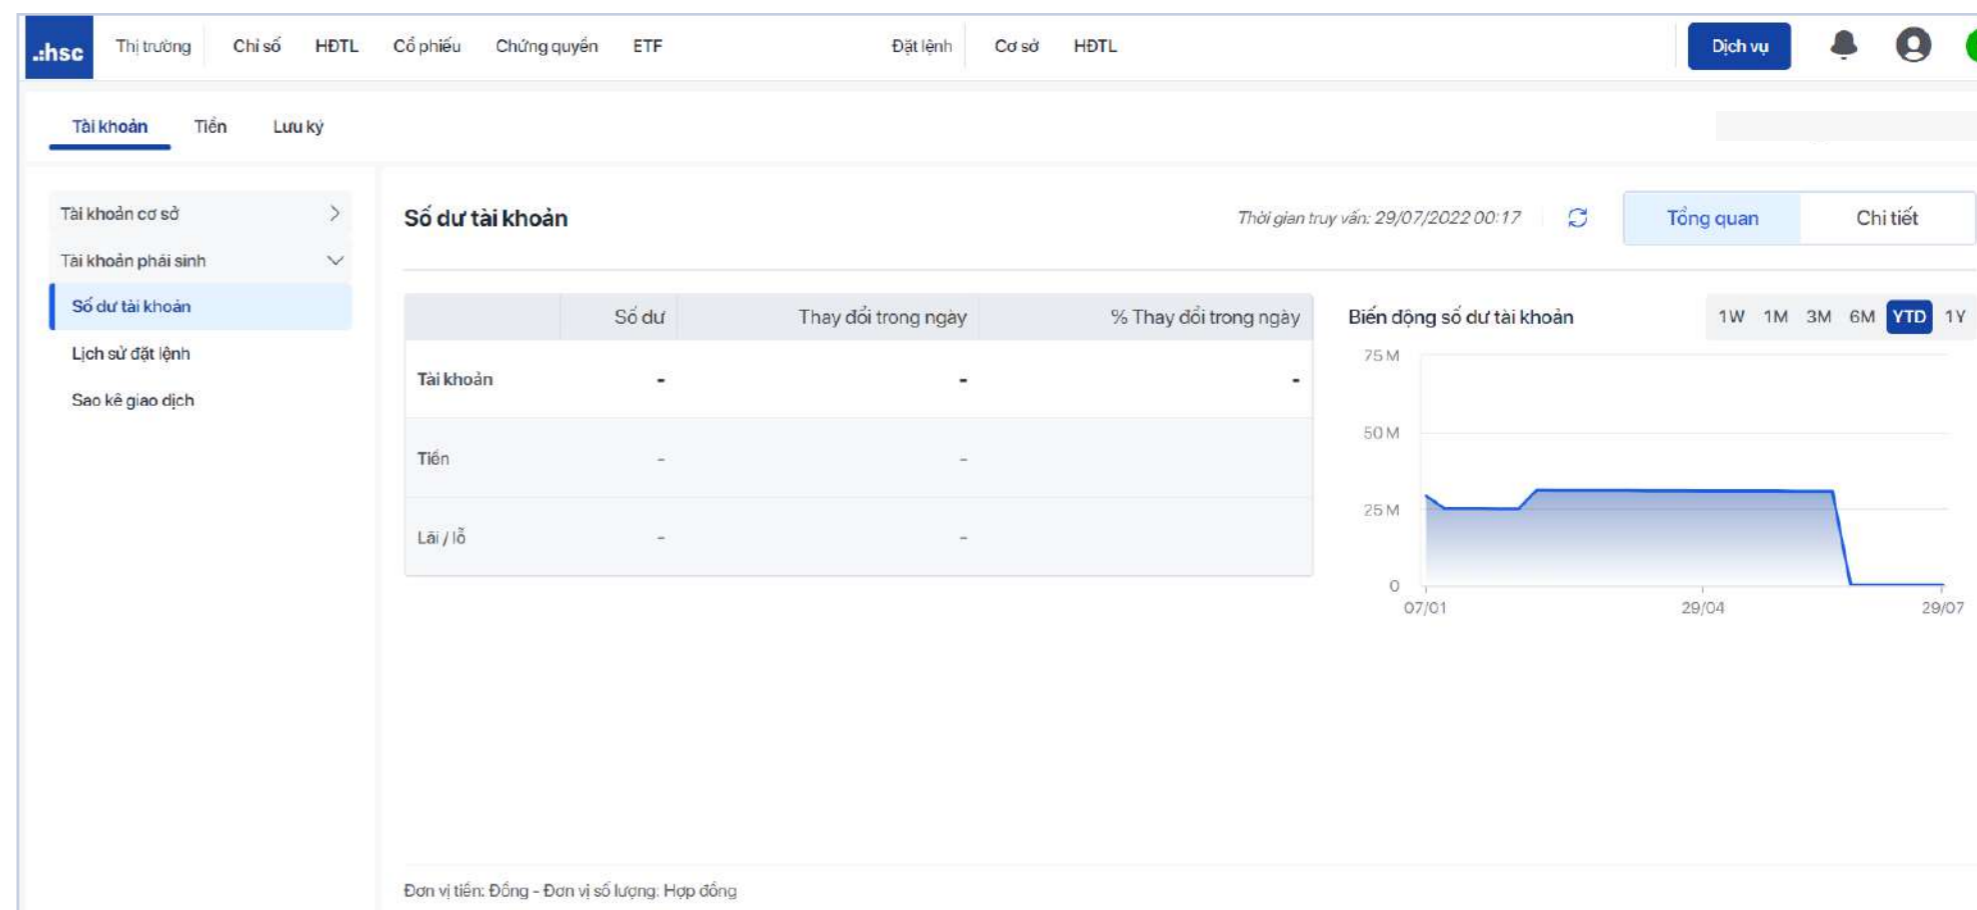 .:hsc Thị trường Chỉ số HĐTL Cổ phiếu Chứng quyền ETF Đặt lệnh Cơ sở HĐTL Dịch vụ
Tài khoản Tiền Lưu ký
Tài khoản cơ sở
Tài khoản phái sinh
Số dư tài khoản
Lịch sử đặt lệnh
Sao kê giao dịch
Số dư tài khoản Thời gian truy vấn: 29/07/2022 00:17 Tổng quan Chi tiết
Số dư Thay đổi trong ngày % Thay đổi trong ngày
Tài khoản - - -
Tiền - -
Lãi / lỗ - -
Biến động số dư tài khoản 1W 1M 3M 6M YTD 1Y
75 M
50 M
25 M
0
07/01 29/04 29/07
Đơn vị tiền: Đồng - Đơn vị số lượng: Hợp đồng